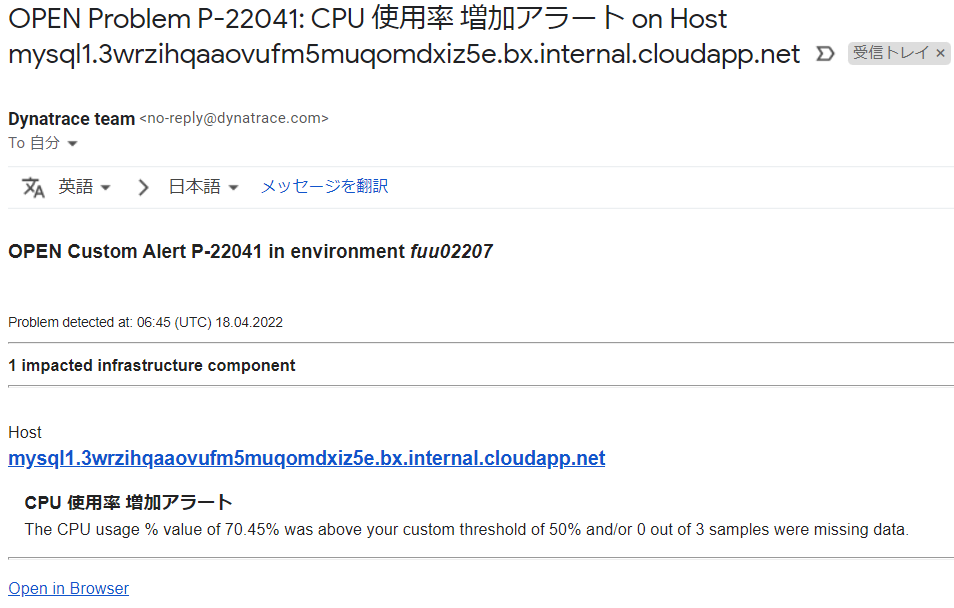 OPEN Problem P-22041: CPU 使用率 増加アラート on Host
mysql1.3wrzihqaaovufm5muqomdxiz5e.bx.internal.cloudapp.net 受信トレイ ×
Dynatrace team <no-reply@dynatrace.com>
To 自分
英語 日本語 メッセージを翻訳
OPEN Custom Alert P-22041 in environment fuu02207
Problem detected at: 06:45 (UTC) 18.04.2022
1 impacted infrastructure component
Host
mysql1.3wrzihqaaovufm5muqomdxiz5e.bx.internal.cloudapp.net
CPU 使用率 増加アラート
The CPU usage % value of 70.45% was above your custom threshold of 50% and/or 0 out of 3 samples were missing data.
Open in Browser